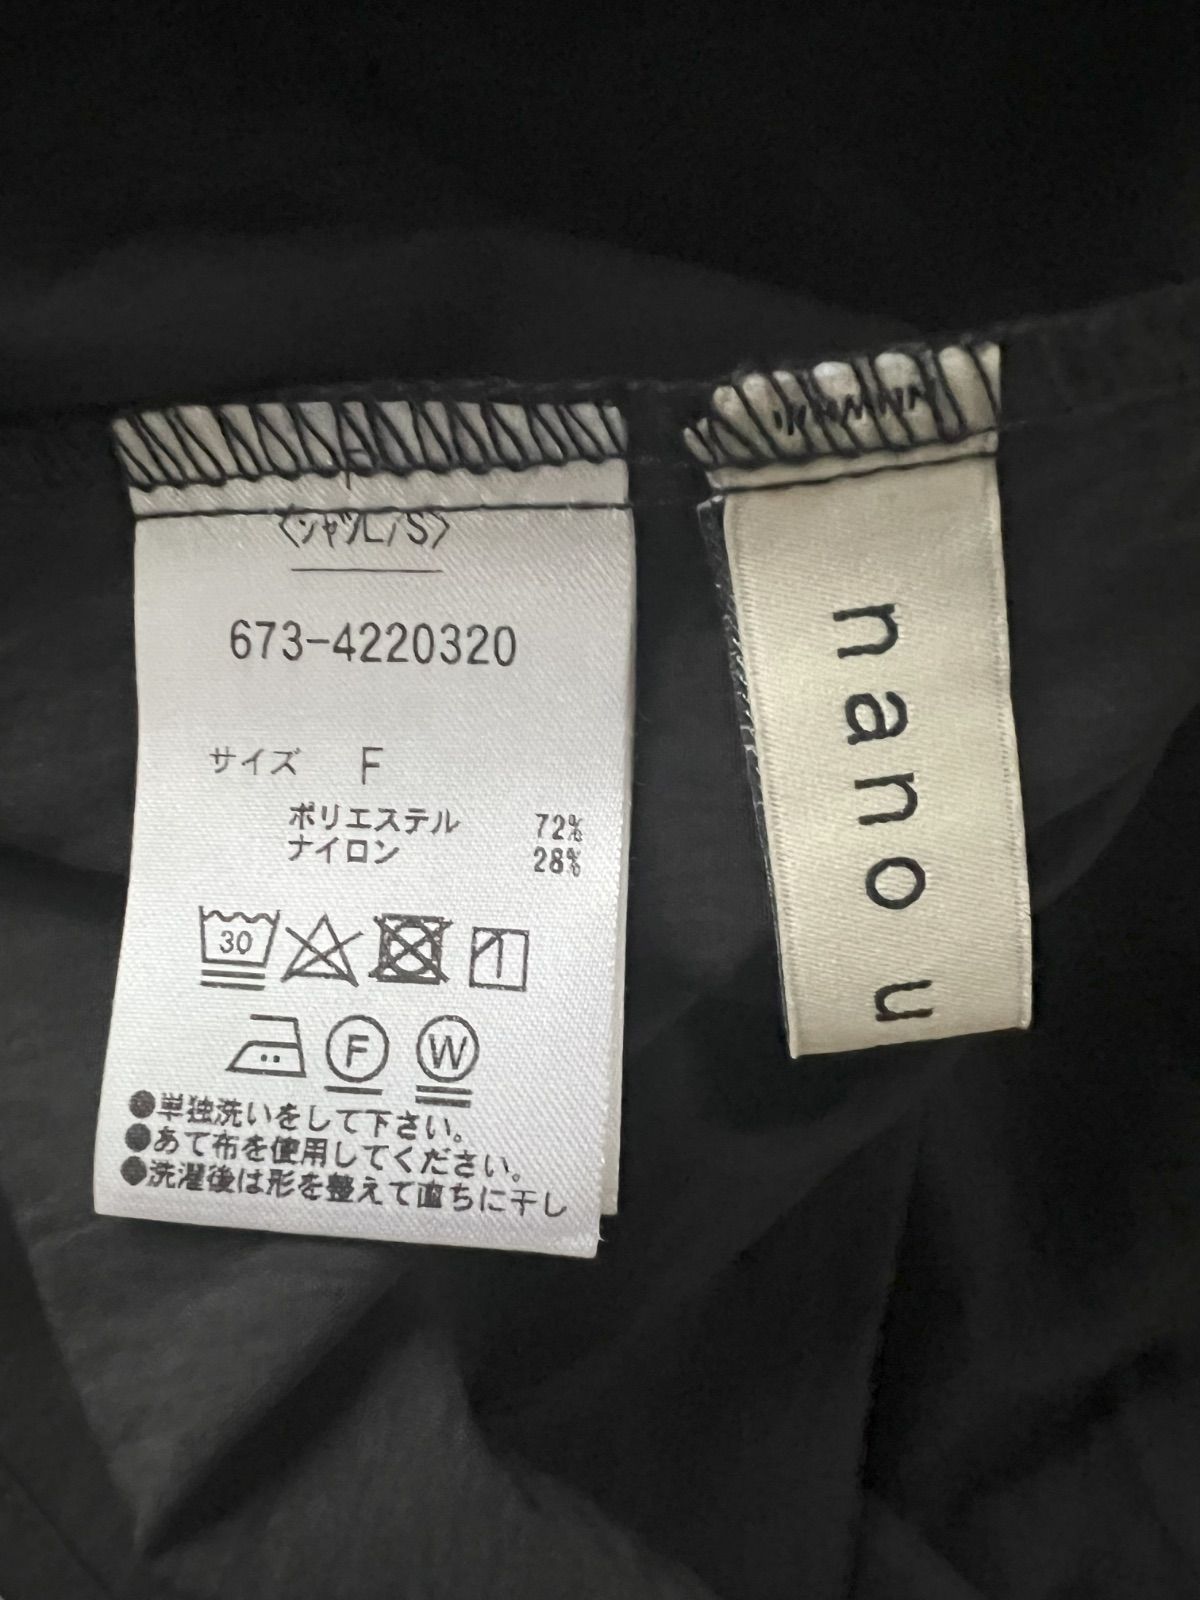 〈シャツL/S〉
673-4220320
サイズ F
ポリエステル 72%
ナイロン 28%
30
F W
●単独洗いをして下さい。
●あて布を使用してください。
●洗濯後は形を整えて直ちに干し
nano u